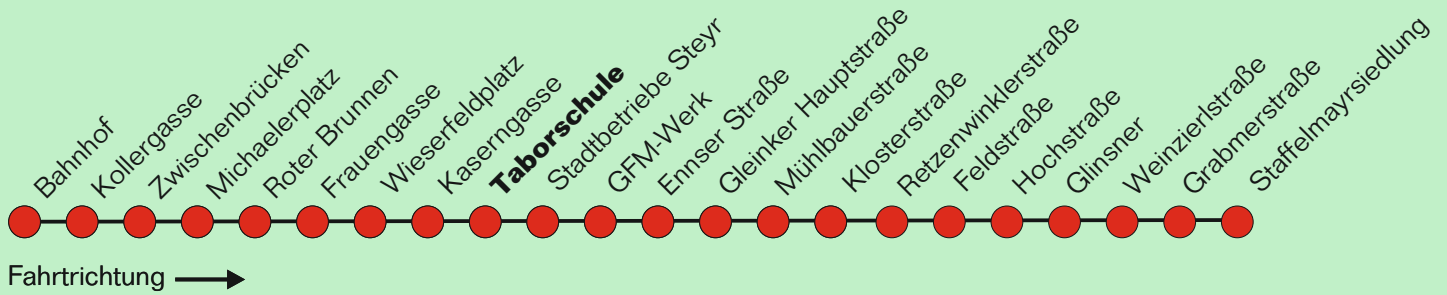 Bahnhof
Kollergasse
Zwischenbrücken
Michaelerplatz
Roter Brunnen
Frauengasse
Wieserfeldplatz
Kaserngasse
Taborschule
Stadtbetriebe Steyr
GFM-Werk
Ennser Straße
Gleinker Hauptstraße
Mühlbauerstraße
Klosterstraße
Retzenwinklerstraße
Feldstraße
Hochstraße
Glinsner
Weinzierlstraße
Grabmerstraße
Staffelmayrsiedlung
Fahrtrichtung